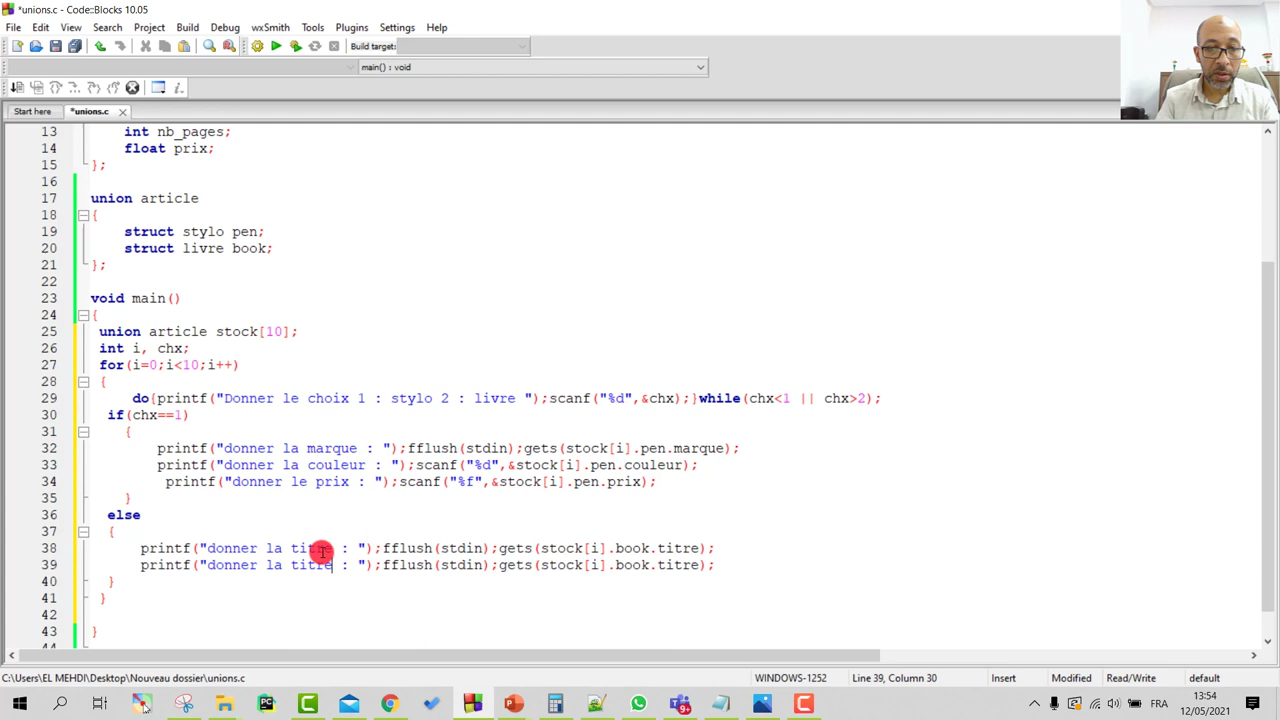 *unions.c - Code::Blocks 10.05
File Edit View Search Project Build Debug wxSmith Tools Plugins Settings Help
Build target:
main() : void
Start here *unions.c
13 int nb_pages;
14 float prix;
15 };
16
17 union article
18 {
19 struct stylo pen;
20 struct livre book;
21 };
22
23 void main()
24 {
25 union article stock[10];
26 int i, chx;
27 for(i=0;i<10;i++)
28 {
29 do{printf("Donner le choix 1 : stylo 2 : livre ");scanf("%d",&chx);}while(chx<1 || chx>2);
30 if(chx==1)
31 {
32 printf("donner la marque : ");fflush(stdin);gets(stock[i].pen.marque);
33 printf("donner la couleur : ");scanf("%d",&stock[i].pen.couleur);
34 printf("donner le prix : ");scanf("%f",&stock[i].pen.prix);
35 }
36 else
37 {
38 printf("donner la titre : ");fflush(stdin);gets(stock[i].book.titre);
39 printf("donner la titre : ");fflush(stdin);gets(stock[i].book.titre);
40 }
41 }
42
43 }
C:\Users\EL MEHDI\Desktop\Nouveau dossier\unions.c WINDOWS-1252 Line 39, Column 30 Insert Modified Read/Write default
FRA 13:54
12/05/2021